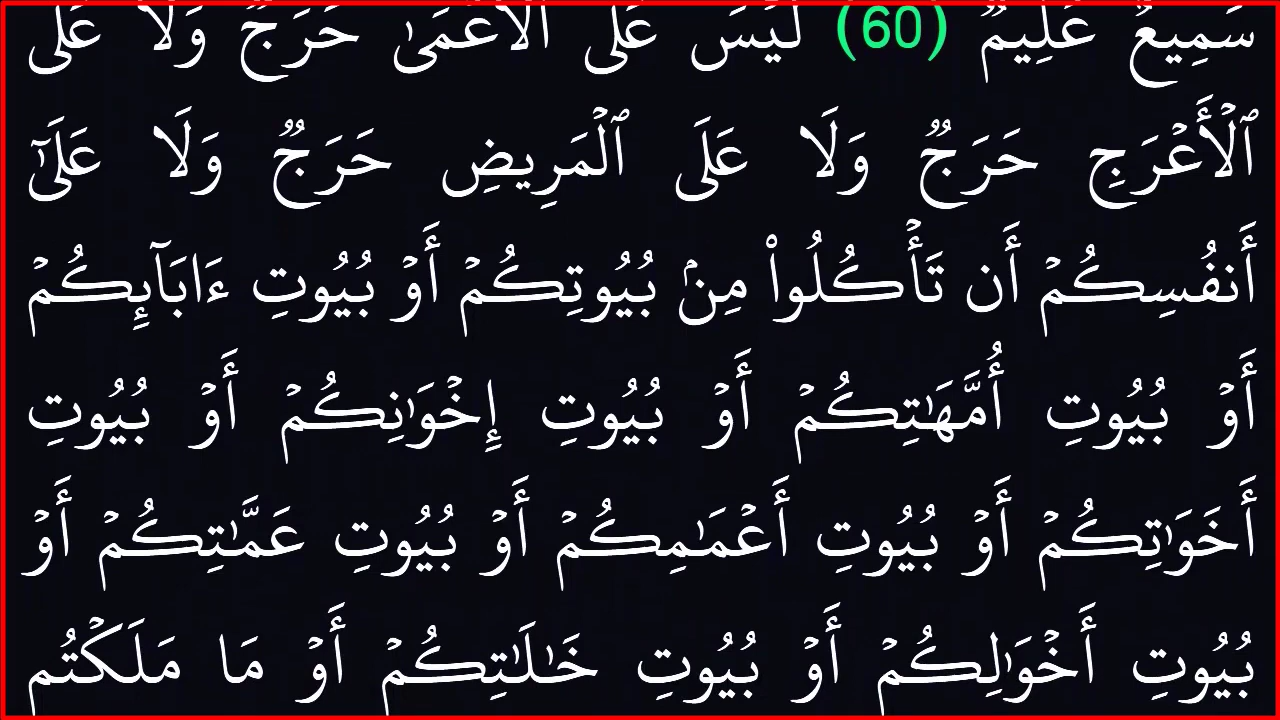 سَمِيعٌ عَلِيمٌ (60) لَّيۡسَ عَلَى ٱلۡأَعۡمَىٰ حَرَجٌ وَلَا عَلَى
ٱلۡأَعۡرَجِ حَرَجٌ وَلَا عَلَى ٱلۡمَرِيضِ حَرَجٌ وَلَا عَلَىٰٓ
أَنفُسِكُمۡ أَن تَأۡكُلُواْ مِنۢ بُيُوتِكُمۡ أَوۡ بُيُوتِ ءَابَآئِكُمۡ
أَوۡ بُيُوتِ أُمَّهَٰتِكُمۡ أَوۡ بُيُوتِ إِخۡوَٰنِكُمۡ أَوۡ بُيُوتِ
أَخَوَٰتِكُمۡ أَوۡ بُيُوتِ أَعۡمَٰمِكُمۡ أَوۡ بُيُوتِ عَمَّٰتِكُمۡ أَوۡ
بُيُوتِ أَخۡوَٰلِكُمۡ أَوۡ بُيُوتِ خَٰلَٰتِكُمۡ أَوۡ مَا مَلَكۡتُم